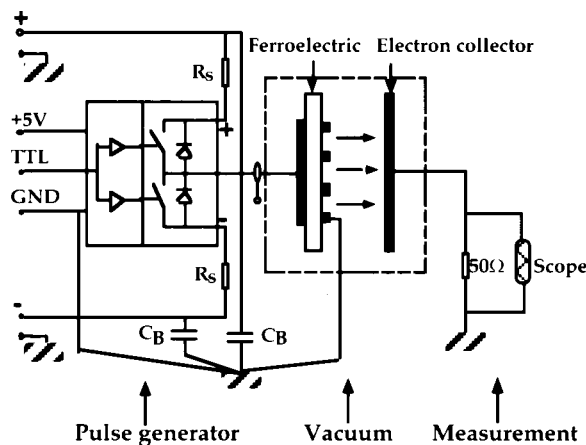 +
Ferroelectric Electron collector
Rs
+5V
+
TTL
GND
-
Rs
50Ω Scope
-
CB CB
Pulse generator Vacuum Measurement